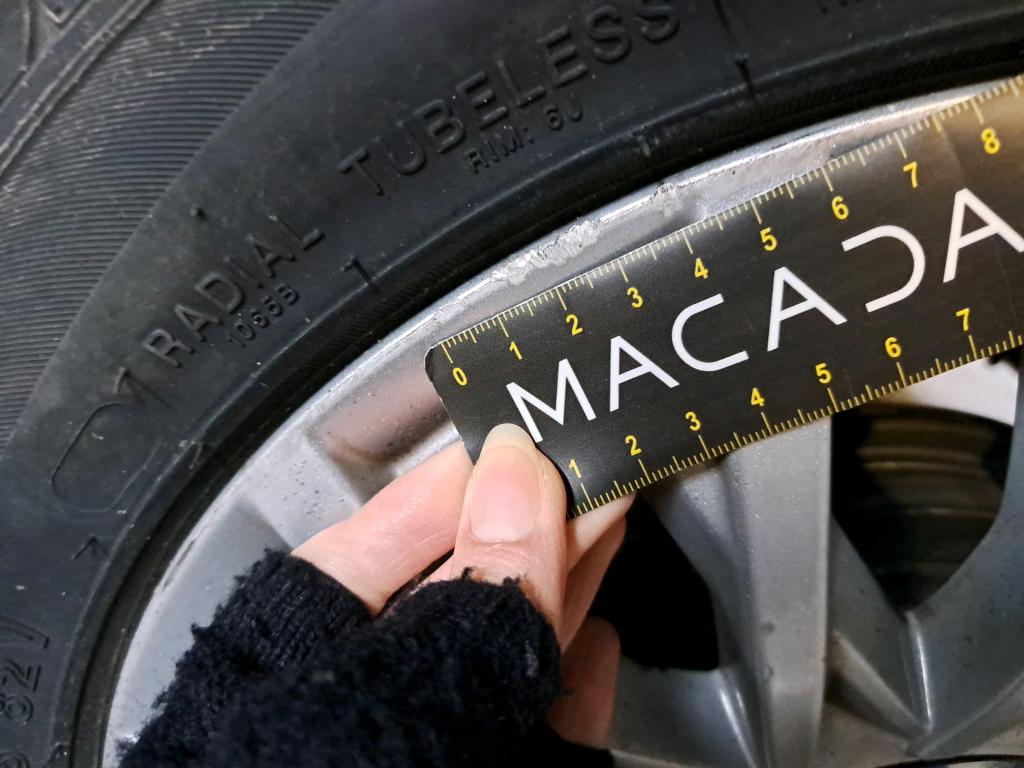 TUBELESS
RIM: 6J
RADIAL
1065B
0 1 2 3 4 5 6 7 8
MACADA
1 2 3 4 5 6 7
82V